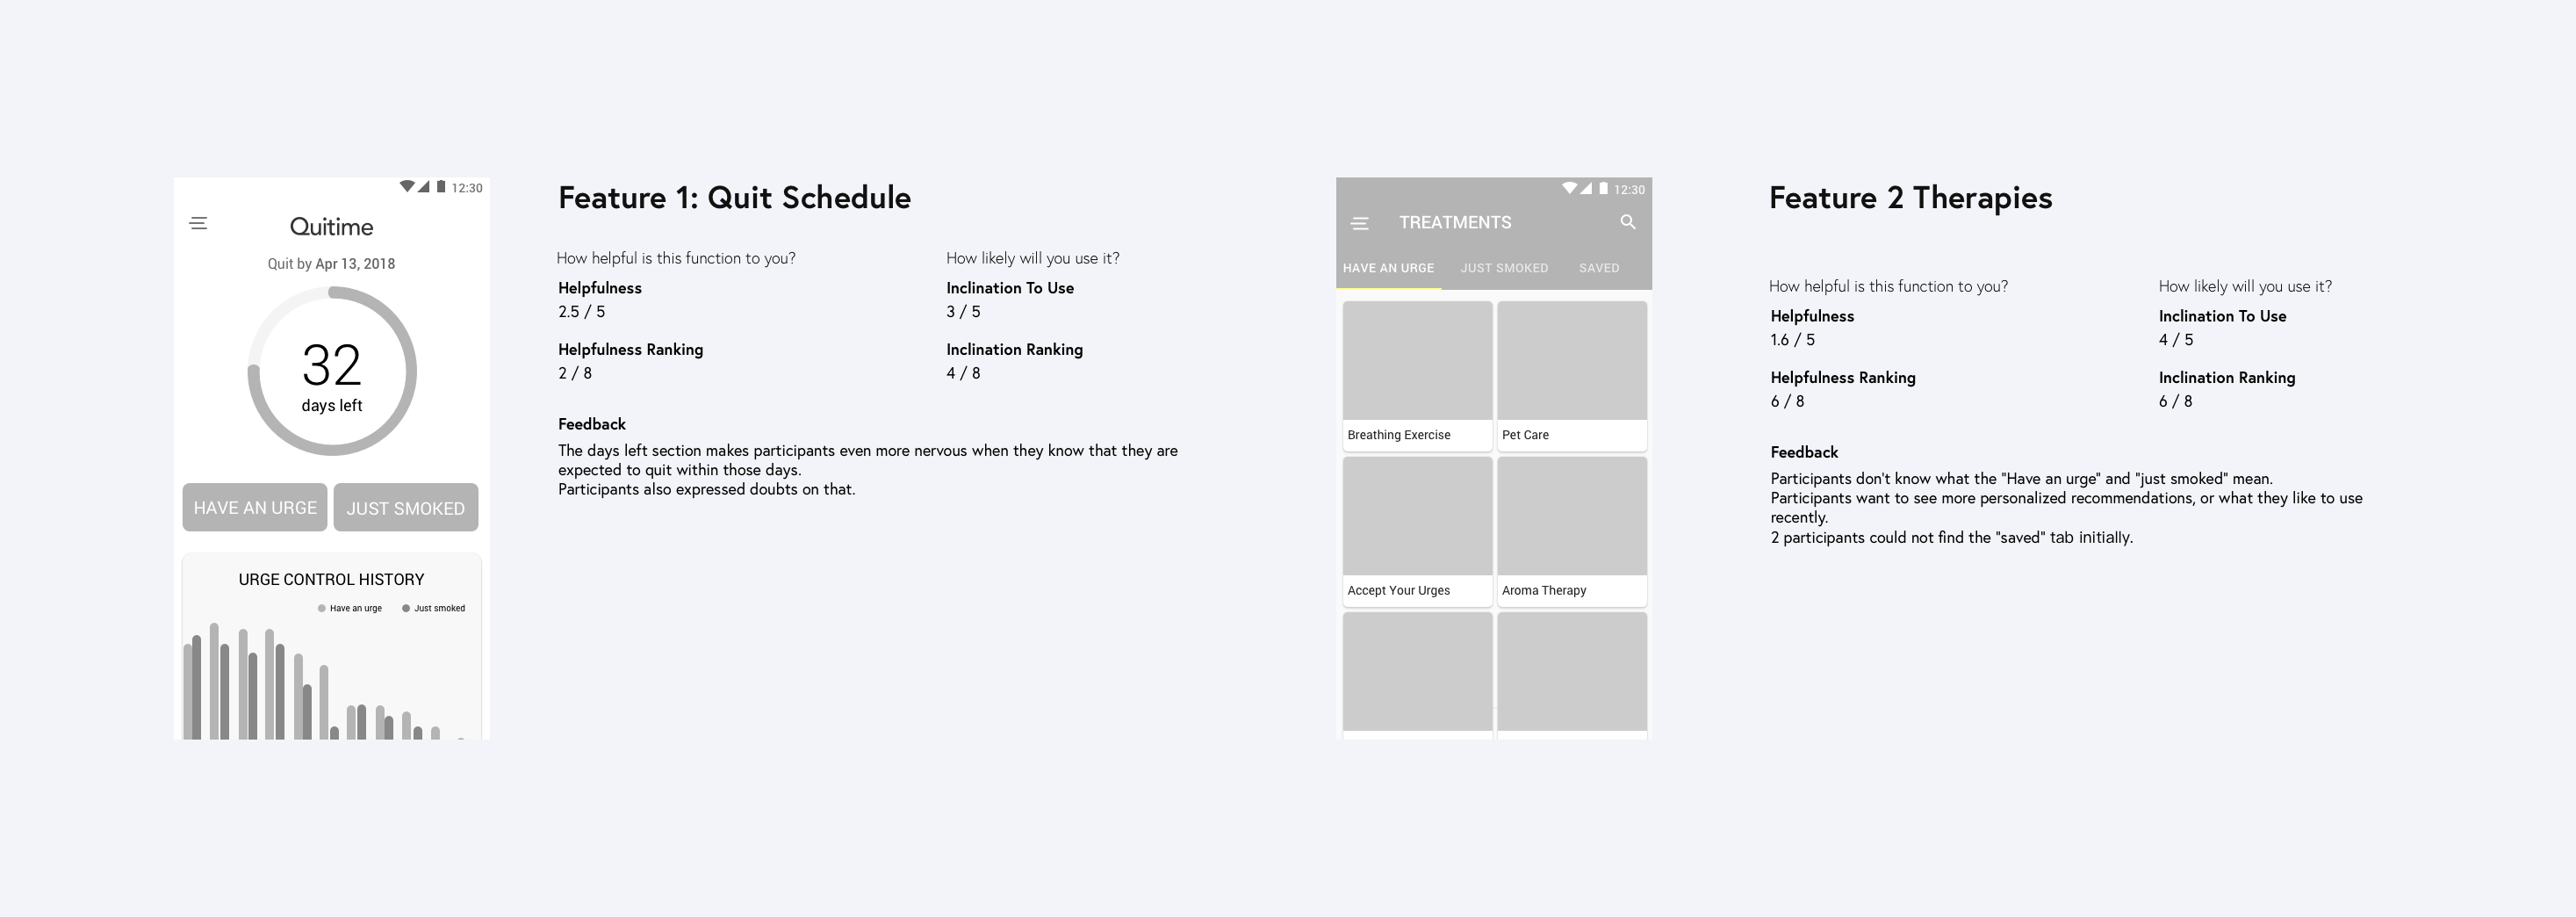 12:30
Quitime
Quit by Apr 13, 2018
32
days left
HAVE AN URGE
JUST SMOKED
URGE CONTROL HISTORY
Have an urge
Just smoked
Feature 1: Quit Schedule
How helpful is this function to you?
How likely will you use it?
Helpfulness
Inclination To Use
2.5 / 5
3 / 5
Helpfulness Ranking
Inclination Ranking
2 / 8
4 / 8
Feedback
The days left section makes participants even more nervous when they know that they are
expected to quit within those days.
Participants also expressed doubts on that.
12:30
TREATMENTS
HAVE AN URGE
JUST SMOKED
SAVED
Breathing Exercise
Pet Care
Accept Your Urges
Aroma Therapy
Feature 2 Therapies
How helpful is this function to you?
How likely will you use it?
Helpfulness
Inclination To Use
1.6 / 5
4 / 5
Helpfulness Ranking
Inclination Ranking
6 / 8
6 / 8
Feedback
Participants don't know what the "Have an urge" and "just smoked" mean.
Participants want to see more personalized recommendations, or what they like to use
recently.
2 participants could not find the "saved" tab initially.